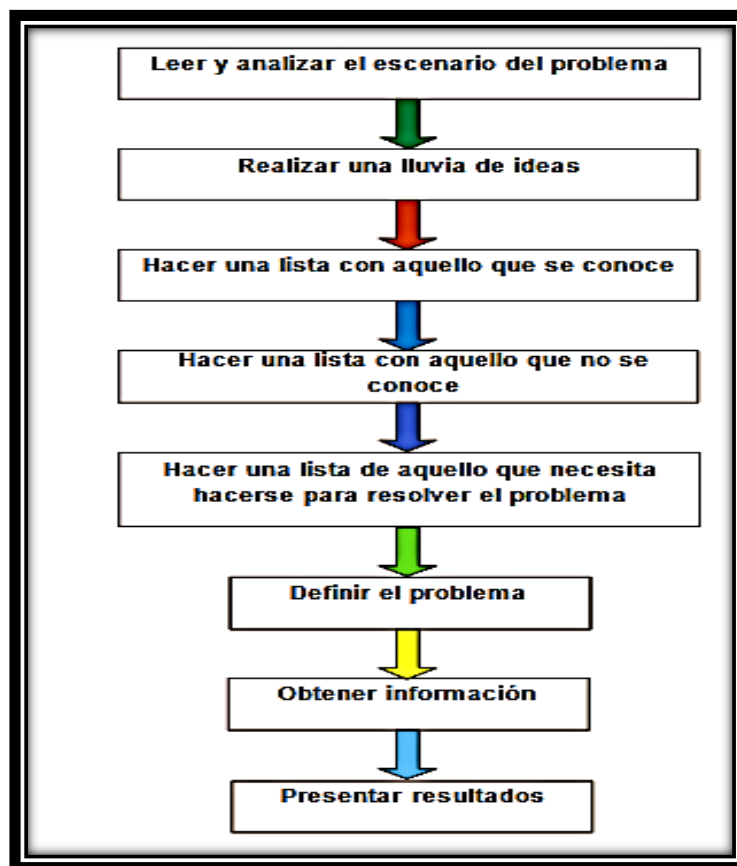 Leer y analizar el escenario del problema
Realizar una lluvia de ideas
Hacer una lista con aquello que se conoce
Hacer una lista con aquello que no se
conoce
Hacer una lista de aquello que necesita
hacerse para resolver el problema
Definir el problema
Obtener información
Presentar resultados